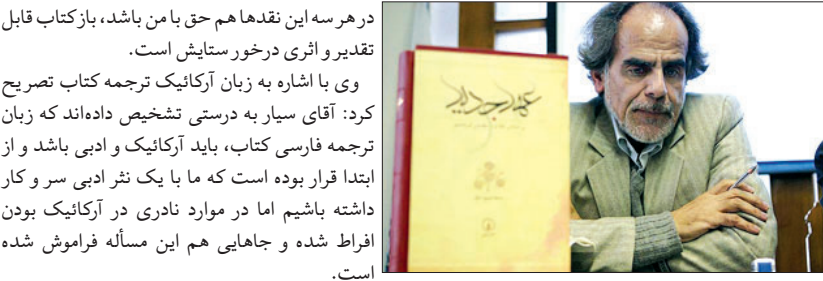 در هر سه این نقدها هم حق با من باشد، باز کتاب قابل
تقدیر و اثری درخور ستایش است.
وی با اشاره به زبان آرکائیک ترجمه کتاب تصریح
کرد: آقای سیار به درستی تشخیص داده‌اند که زبان
ترجمه فارسی کتاب، باید آرکائیک و ادبی باشد و از
ابتدا قرار بوده است که ما با یک نثر ادبی سر و کار
داشته باشیم اما در موارد نادری در آرکائیک بودن
افراط شده و جاهایی هم این مسأله فراموش شده
است.
عهد جدید